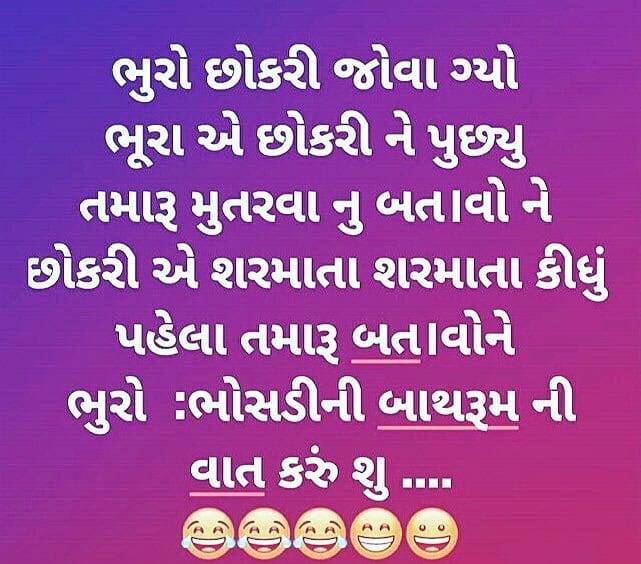 ભુરો છોકરી જોવા ગ્યો
ભૂરા એ છોકરી ને પુછ્યુ
તમારૂ મુતરવા નુ બત।વો ને
છોકરી એ શરમાતા શરમાતા કીધું
પહેલા તમારૂ બત।વોને
ભુરો :ભોસડીની બાથરૂમ ની
વાત કરું શુ ....
😂😂😂😁😀